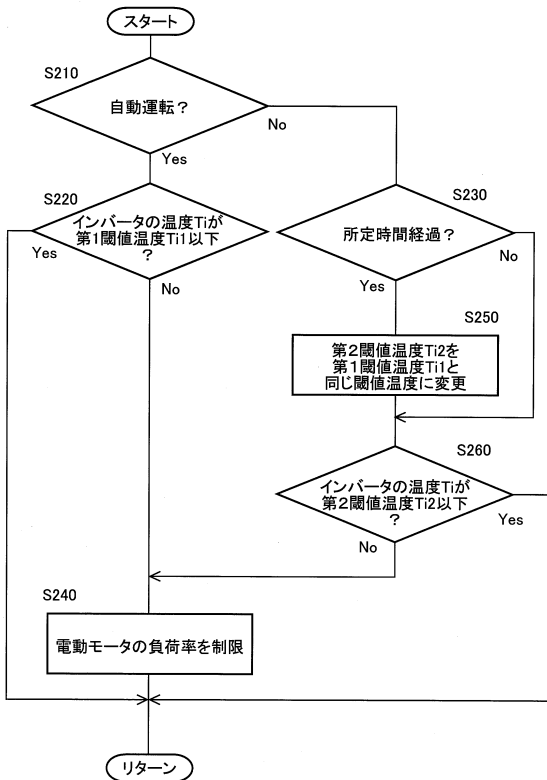 スタート
S210
自動運転？
No
Yes
S220
インバータの温度Tiが
第1閾値温度Ti1以下
？
Yes
No
S230
所定時間経過？
No
Yes
S250
第2閾値温度Ti2を
第1閾値温度Ti1と
同じ閾値温度に変更
S260
インバータの温度Tiが
第2閾値温度Ti2以下
？
Yes
No
S240
電動モータの負荷率を制限
リターン